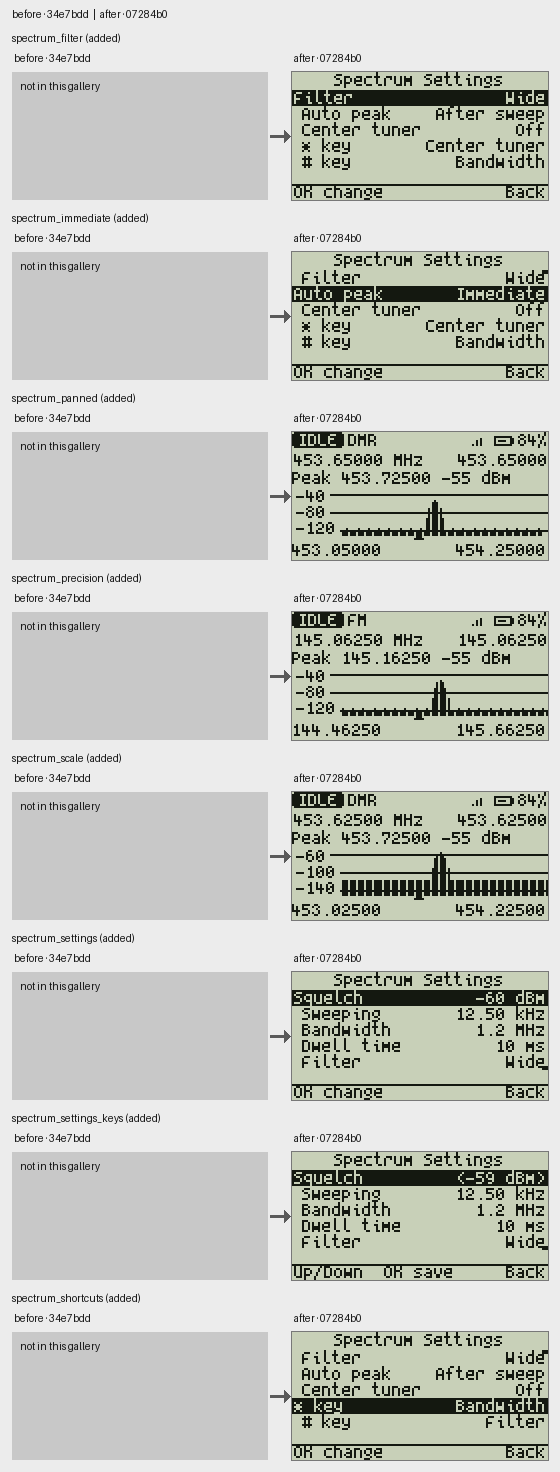 before·34e7bdd | after·07284b0
spectrum_filter (added)
before·34e7bdd after·07284b0
not in this gallery
Spectrum Settings
Filter Wide
Auto peak After sweep
Center tuner Off
* key Center tuner
# key Bandwidth
OK change Back
spectrum_immediate (added)
before·34e7bdd after·07284b0
not in this gallery
Spectrum Settings
Filter Wide
Auto peak Immediate
Center tuner Off
* key Center tuner
# key Bandwidth
OK change Back
spectrum_panned (added)
before·34e7bdd after·07284b0
not in this gallery
IDLE DMR 84%
453.65000 MHz 453.65000
Peak 453.72500 -55 dBm
-40
-80
-120
453.05000 454.25000
spectrum_precision (added)
before·34e7bdd after·07284b0
not in this gallery
IDLE FM 84%
145.06250 MHz 145.06250
Peak 145.16250 -55 dBm
-40
-80
-120
144.46250 145.66250
spectrum_scale (added)
before·34e7bdd after·07284b0
not in this gallery
IDLE DMR 84%
453.62500 MHz 453.62500
Peak 453.72500 -55 dBm
-60
-100
-140
453.02500 454.22500
spectrum_settings (added)
before·34e7bdd after·07284b0
not in this gallery
Spectrum Settings
Squelch -60 dBm
Sweeping 12.50 kHz
Bandwidth 1.2 MHz
Dwell time 10 ms
Filter Wide
OK change Back
spectrum_settings_keys (added)
before·34e7bdd after·07284b0
not in this gallery
Spectrum Settings
Squelch <-59 dBm>
Sweeping 12.50 kHz
Bandwidth 1.2 MHz
Dwell time 10 ms
Filter Wide
Up/Down OK save Back
spectrum_shortcuts (added)
before·34e7bdd after·07284b0
not in this gallery
Spectrum Settings
Filter Wide
Auto peak After sweep
Center tuner Off
* key Bandwidth
# key Filter
OK change Back